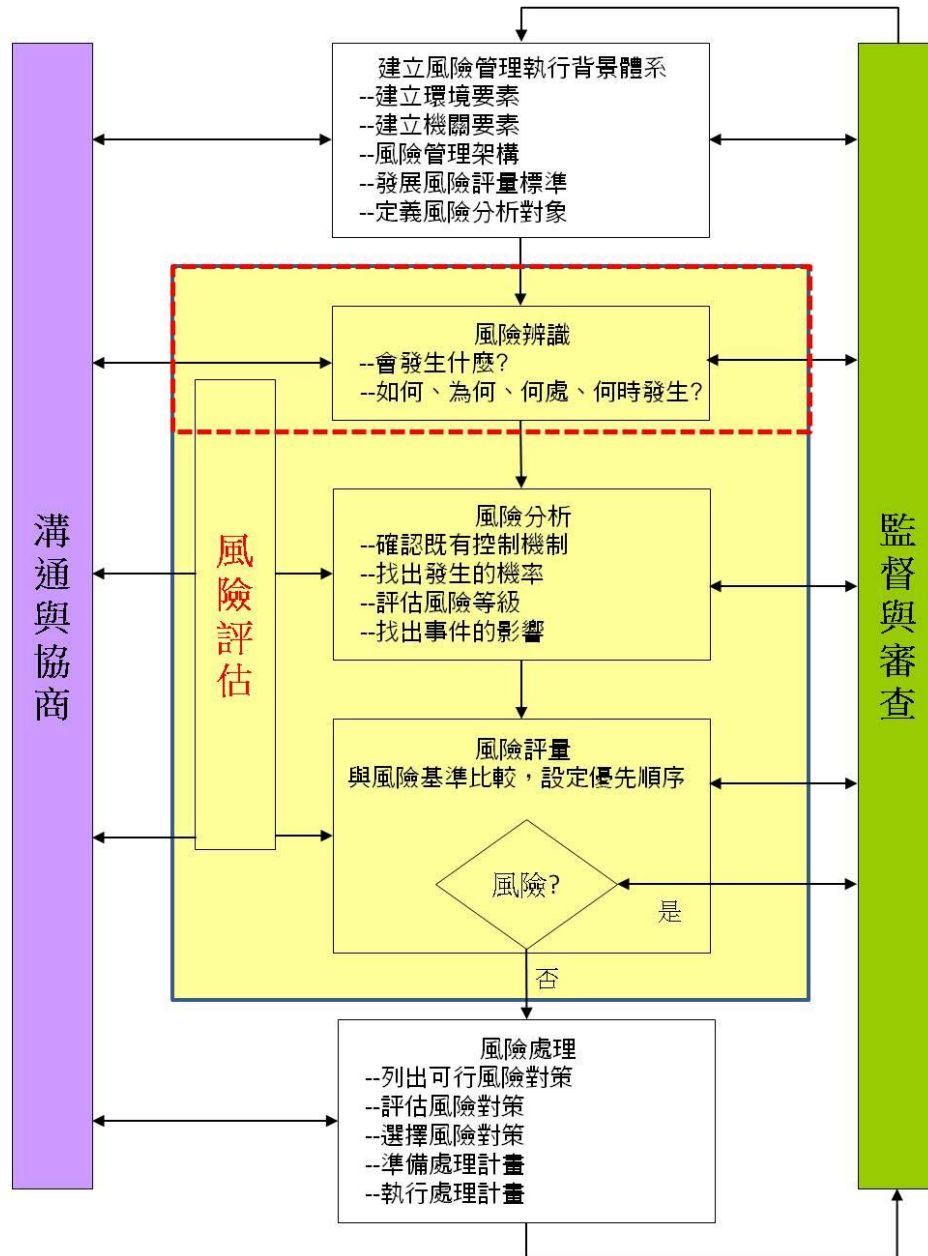 建立風險管理執行背景體系
--建立環境要素
--建立機關要素
--風險管理架構
--發展風險評量標準
--定義風險分析對象
風險辨識
--會發生什麼?
--如何、為何、何處、何時發生?
風險分析
--確認既有控制機制
--找出發生的機率
--評估風險等級
--找出事件的影響
風險評量
與風險基準比較，設定優先順序
風險?
是
否
風險處理
--列出可行風險對策
--評估風險對策
--選擇風險對策
--準備處理計畫
--執行處理計畫
溝通與協商
風險評估
監督與審查